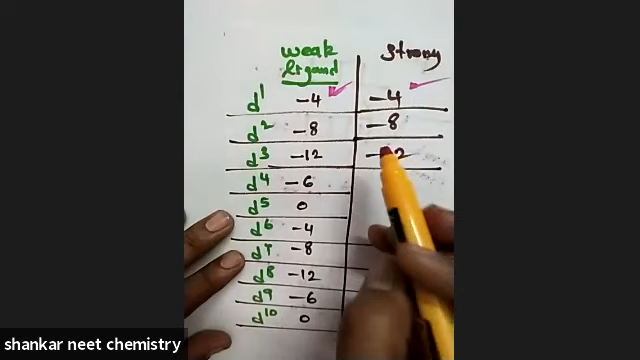 weak strong
ligand
d1 -4 -4
d2 -8 -8
d3 -12
d4 -6
d5 0
d6 -4
d7 -8
d8 -12
d9 -6
d10 0
shankar neet chemistry